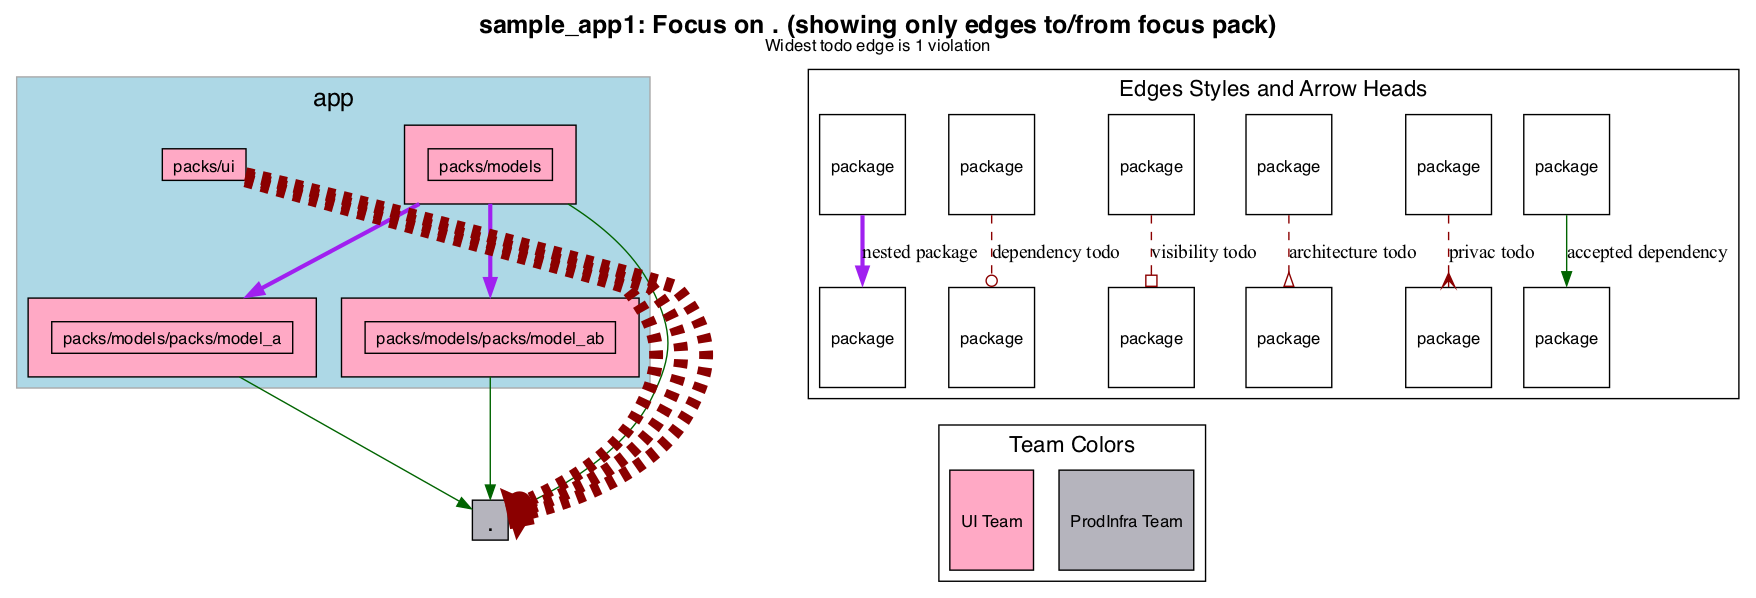 sample_app1: Focus on . (showing only edges to/from focus pack)
Widest todo edge is 1 violation
app
packs/ui
packs/models
packs/models/packs/model_a
packs/models/packs/model_ab
.
Edges Styles and Arrow Heads
package package package package package package
nested package dependency todo visibility todo architecture todo privac todo accepted dependency
package package package package package package
Team Colors
UI Team ProdInfra Team